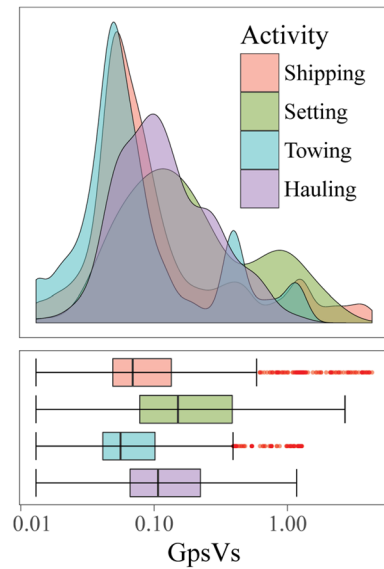 Activity
Shipping
Setting
Towing
Hauling
0.01 0.10 1.00
GpsVs